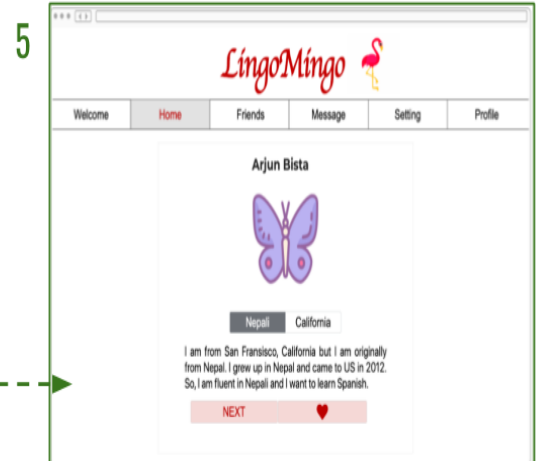 5
LingoMingo
Welcome Home Friends Message Setting Profile
Arjun Bista
Nepali California
I am from San Fransisco, California but I am originally
from Nepal. I grew up in Nepal and came to US in 2012.
So, I am fluent in Nepali and I want to learn Spanish.
NEXT